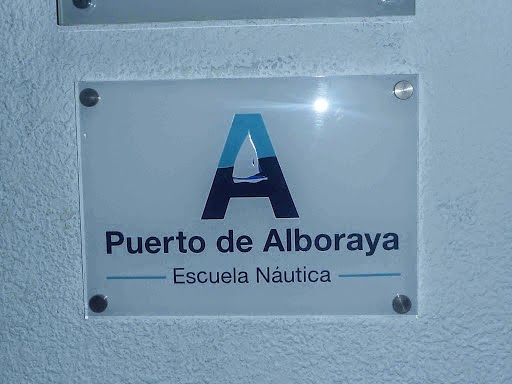 A
Puerto de Alboraya
Escuela Náutica